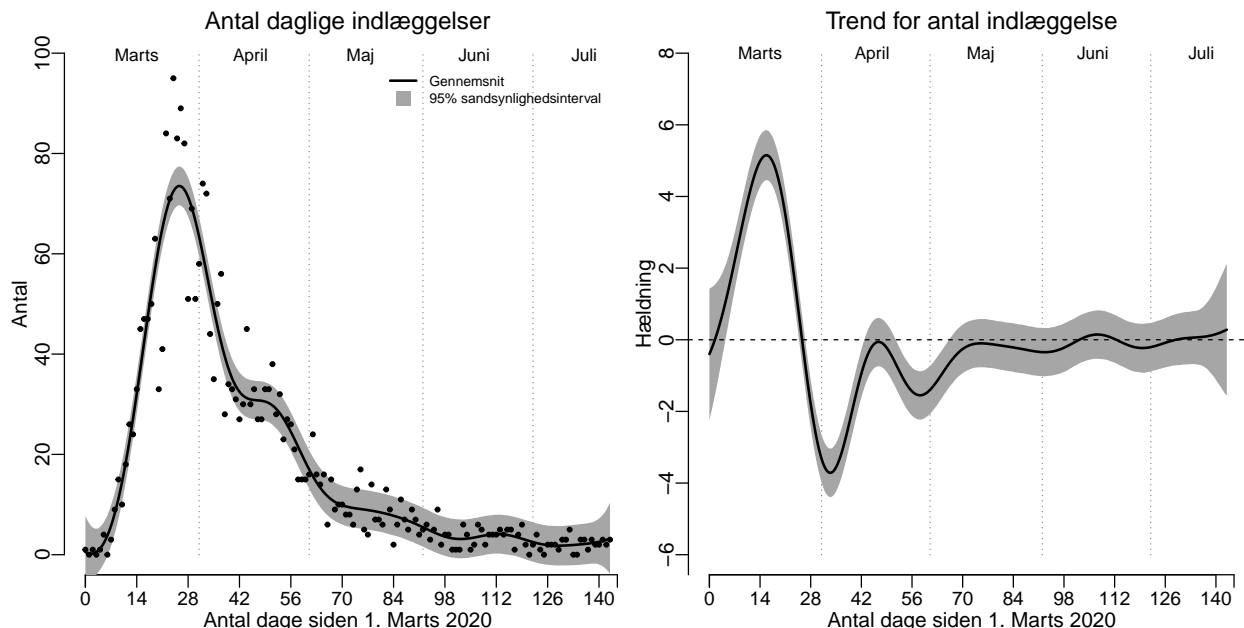 Antal daglige indlæggelser
Marts April Maj Juni Juli
Gennemsnit
95% sandsynlighedsinterval
Antal
0 20 40 60 80 100
0 14 28 42 56 70 84 98 112 126 140
Antal dage siden 1. Marts 2020
Trend for antal indlæggelse
Marts April Maj Juni Juli
Hældning
−6 −4 −2 0 2 4 6 8
0 14 28 42 56 70 84 98 112 126 140
Antal dage siden 1. Marts 2020